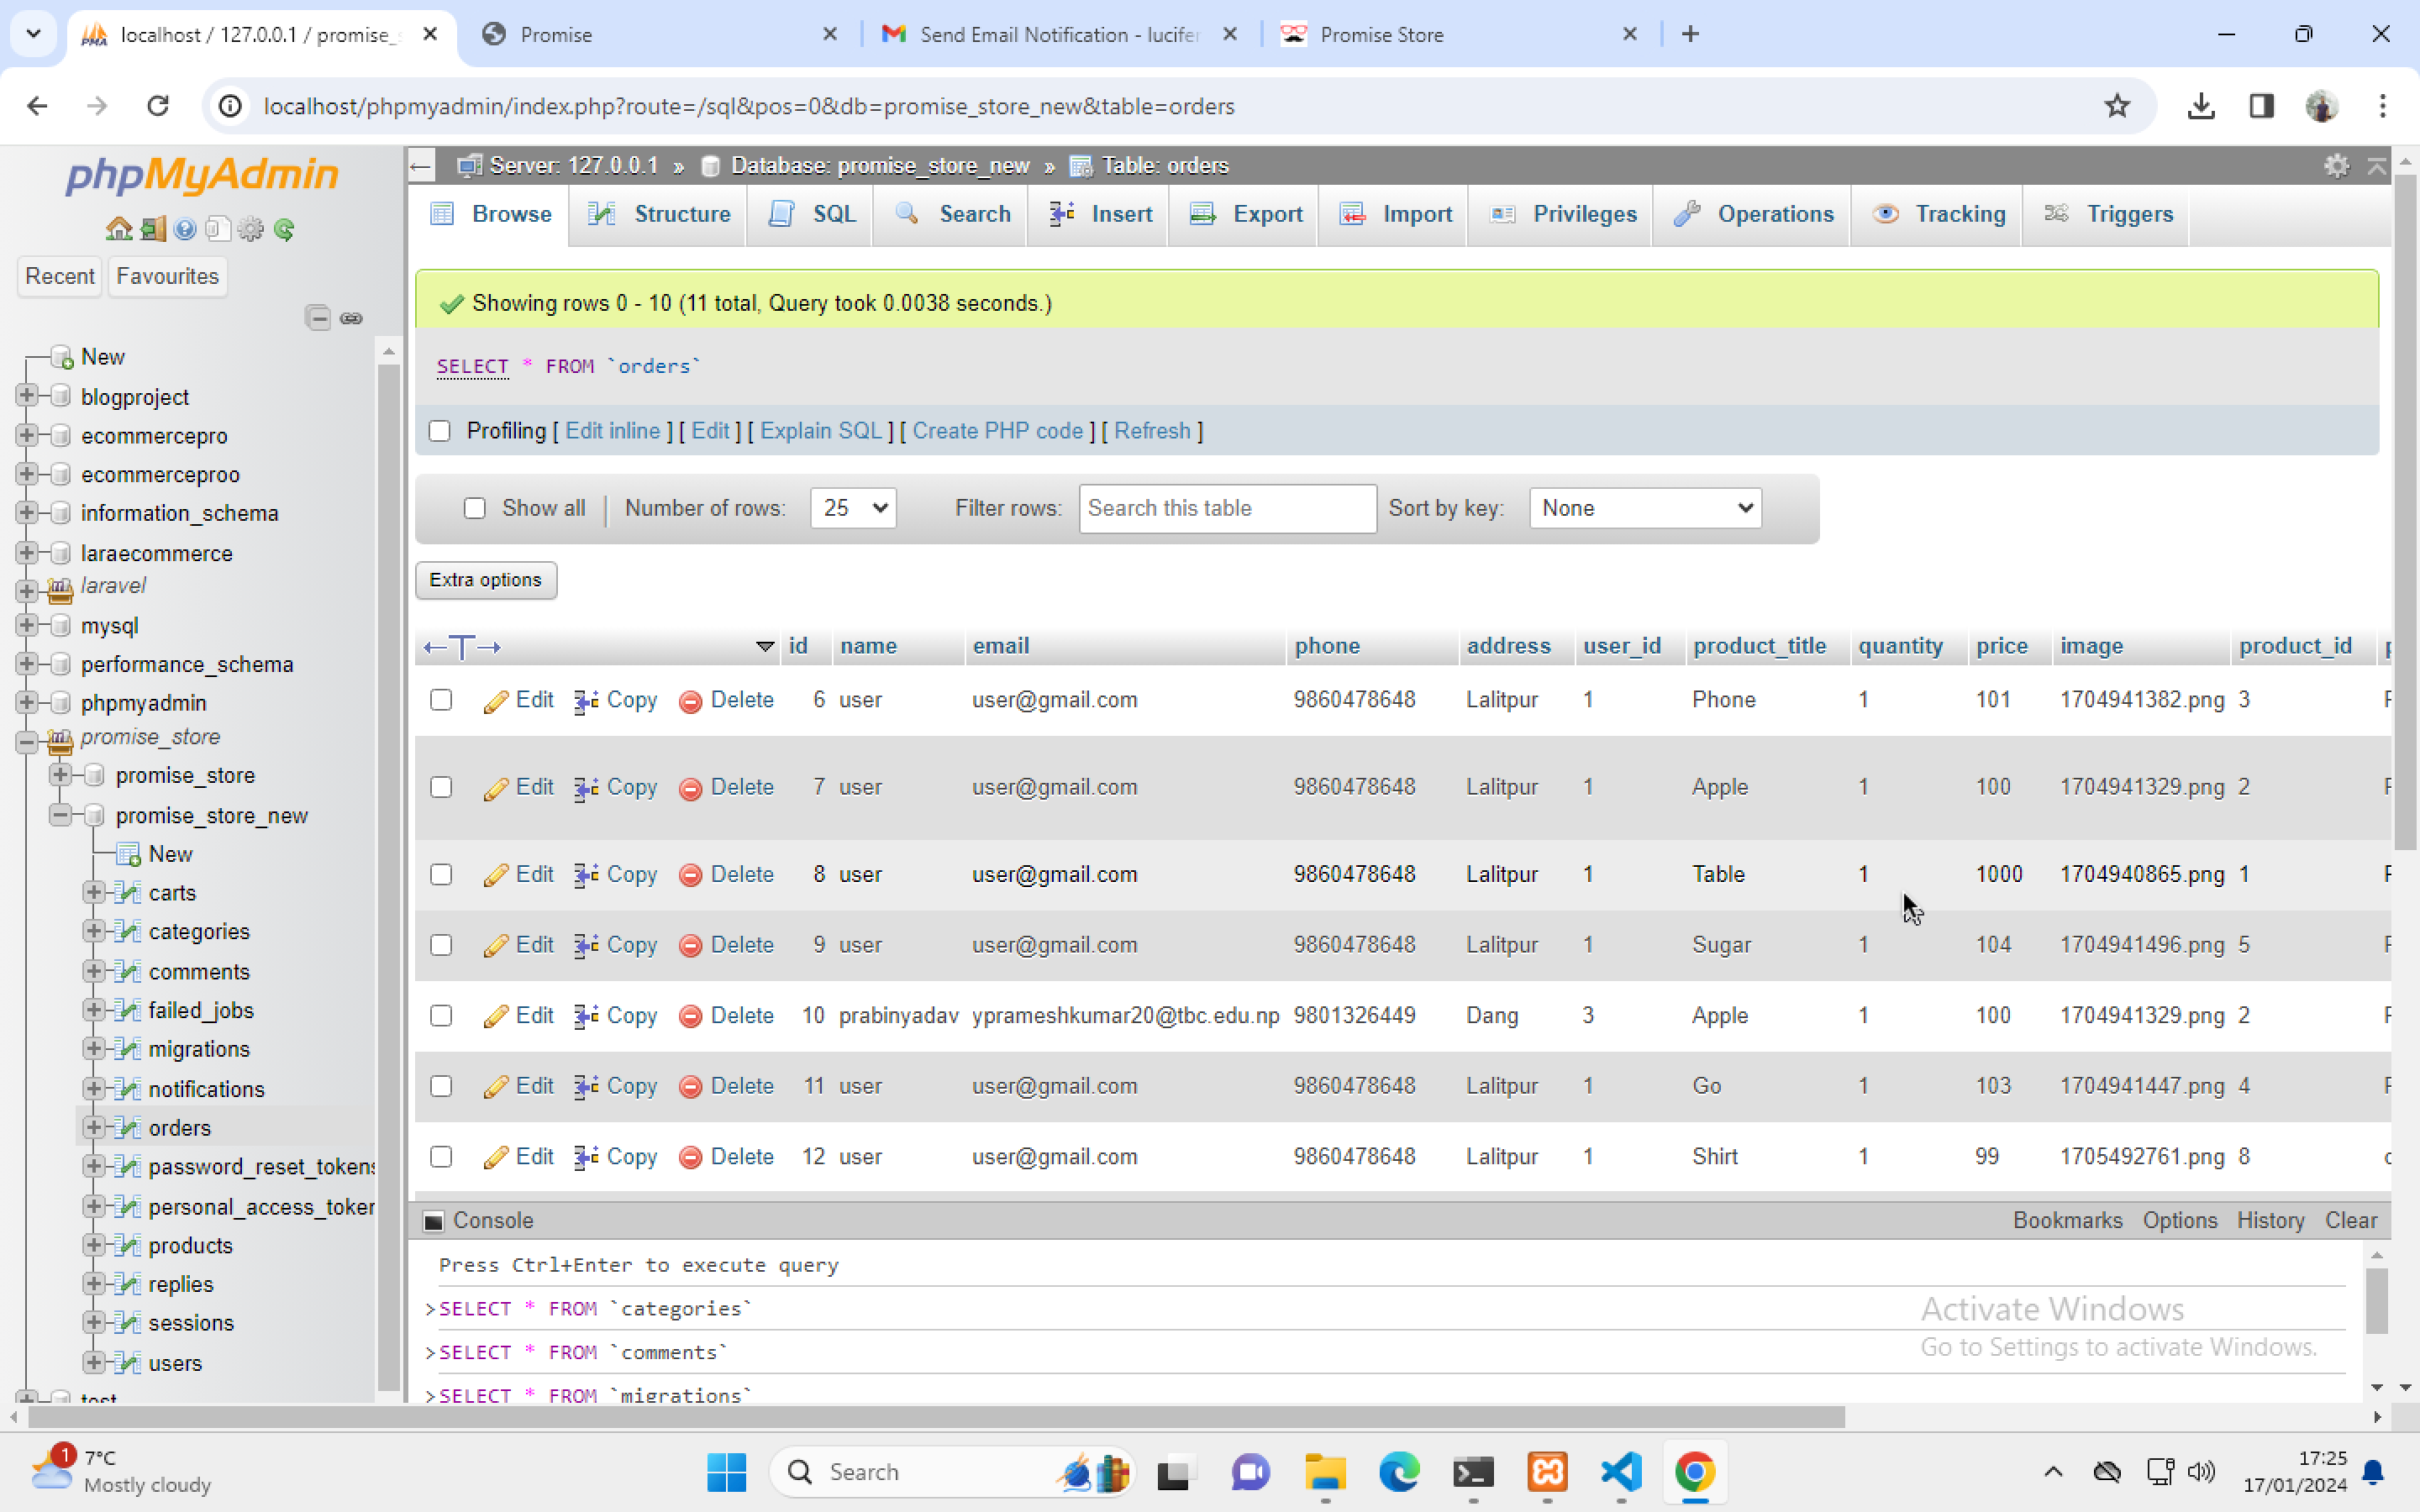 localhost / 127.0.0.1 / promise_s
Promise
Send Email Notification - lucifer
Promise Store
localhost/phpmyadmin/index.php?route=/sql&pos=0&db=promise_store_new&table=orders
phpMyAdmin
Recent
Favourites
New
blogproject
ecommercepro
ecommerceproo
information_schema
laraecommerce
laravel
mysql
performance_schema
phpmyadmin
promise_store
promise_store
promise_store_new
New
carts
categories
comments
failed_jobs
migrations
notifications
orders
password_reset_tokens
personal_access_token
products
replies
sessions
users
test
Server: 127.0.0.1 » Database: promise_store_new » Table: orders
Browse Structure SQL Search Insert Export Import Privileges Operations Tracking Triggers
Showing rows 0 - 10 (11 total, Query took 0.0038 seconds.)
SELECT * FROM `orders`
Profiling [ Edit inline ] [ Edit ] [ Explain SQL ] [ Create PHP code ] [ Refresh ]
Show all | Number of rows: 25 Filter rows: Search this table Sort by key: None
Extra options
id name email phone address user_id product_title quantity price image product_id
Edit Copy Delete 6 user user@gmail.com 9860478648 Lalitpur 1 Phone 1 101 1704941382.png 3
Edit Copy Delete 7 user user@gmail.com 9860478648 Lalitpur 1 Apple 1 100 1704941329.png 2
Edit Copy Delete 8 user user@gmail.com 9860478648 Lalitpur 1 Table 1 1000 1704940865.png 1
Edit Copy Delete 9 user user@gmail.com 9860478648 Lalitpur 1 Sugar 1 104 1704941496.png 5
Edit Copy Delete 10 prabinyadav yprameshkumar20@tbc.edu.np 9801326449 Dang 3 Apple 1 100 1704941329.png 2
Edit Copy Delete 11 user user@gmail.com 9860478648 Lalitpur 1 Go 1 103 1704941447.png 4
Edit Copy Delete 12 user user@gmail.com 9860478648 Lalitpur 1 Shirt 1 99 1705492761.png 8
Console
Bookmarks Options History Clear
Press Ctrl+Enter to execute query
>SELECT * FROM `categories`
>SELECT * FROM `comments`
>SELECT * FROM `migrations`
Activate Windows
Go to Settings to activate Windows.
1
7°C
Mostly cloudy
Search
17:25
17/01/2024